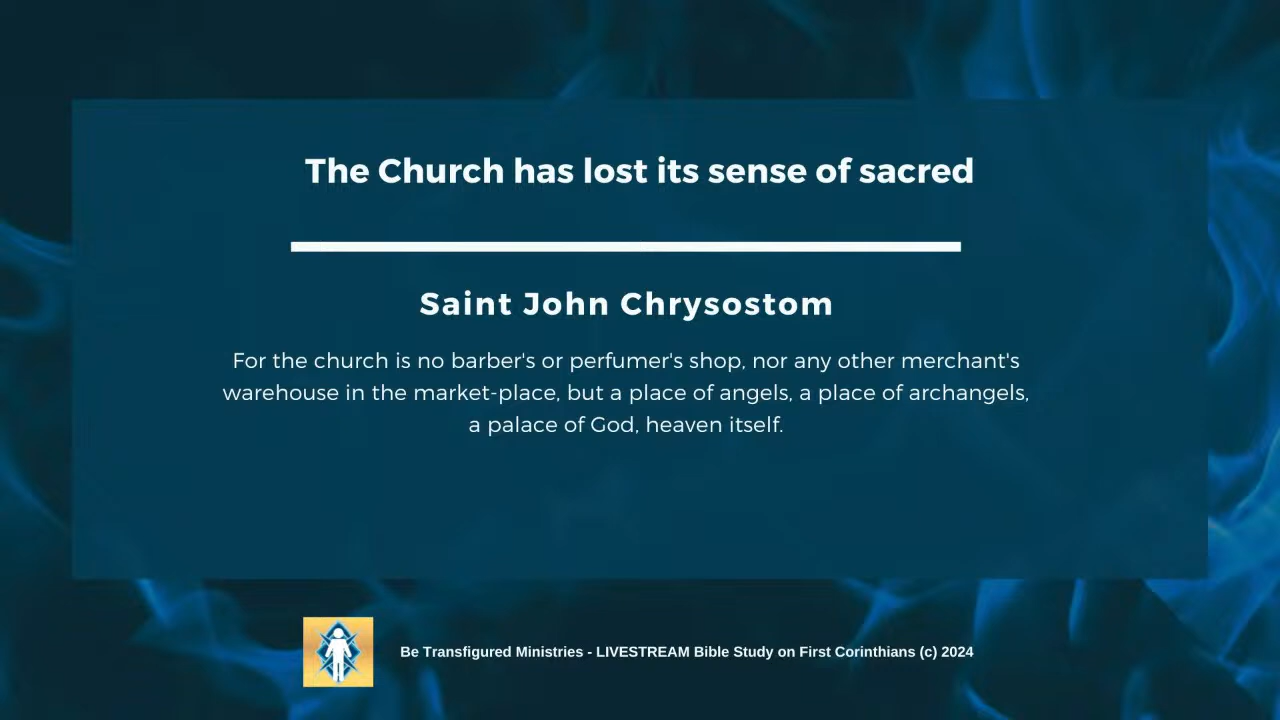 The Church has lost its sense of sacred
Saint John Chrysostom
For the church is no barber's or perfumer's shop, nor any other merchant's
warehouse in the market-place, but a place of angels, a place of archangels,
a palace of God, heaven itself.
Be Transfigured Ministries - LIVESTREAM Bible Study on First Corinthians (c) 2024